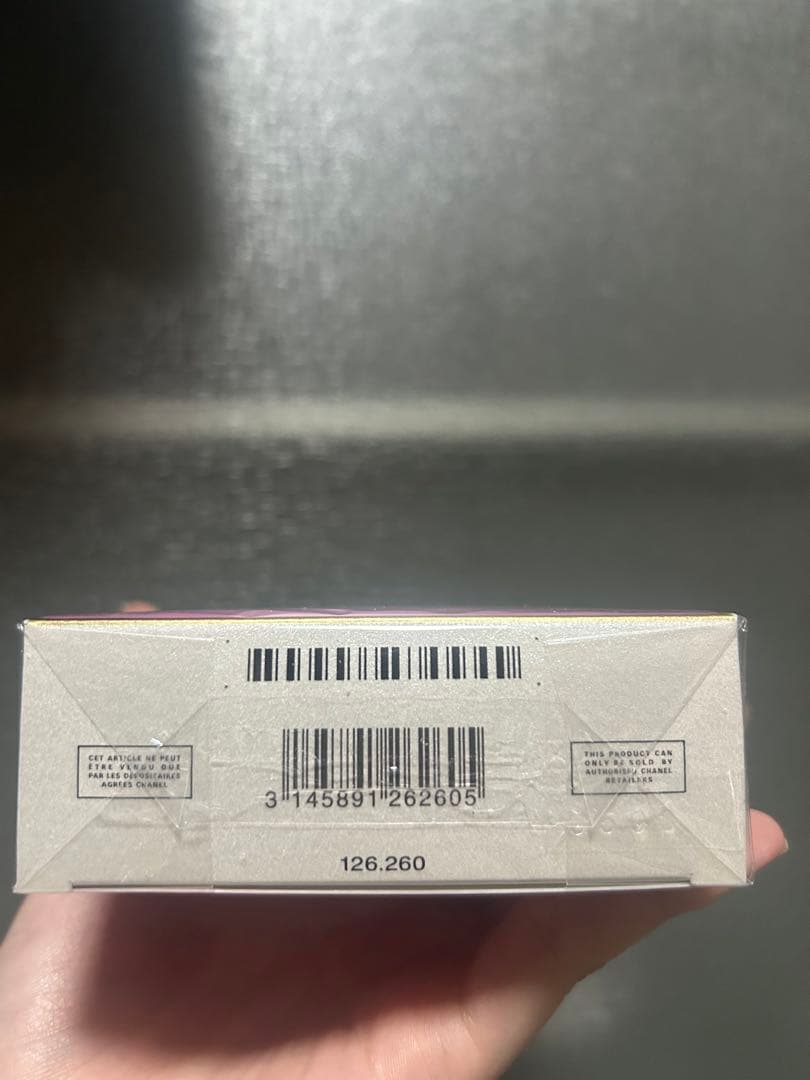 CET ARTICLE NE PEUT
ÊTRE VENDU QUE
PAR LES DÉPOSITAIRES
AGRÉÉS CHANEL
3 145891 262605
THIS PRODUCT CAN
ONLY BE SOLD BY
AUTHORISED CHANEL
RETAILERS
126.260